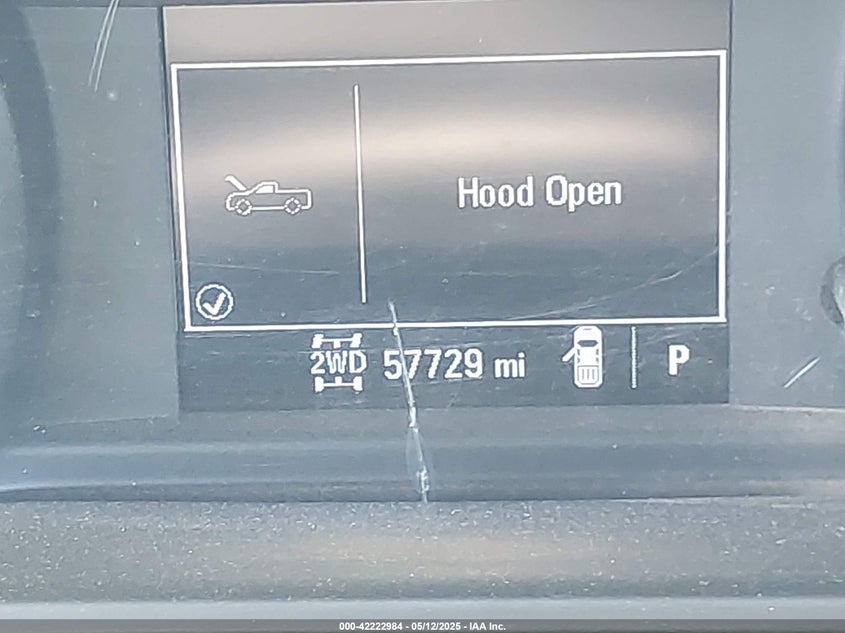 Hood Open
2WD 57729 mi P
000-42222984 - 05/12/2025 - IAA Inc.